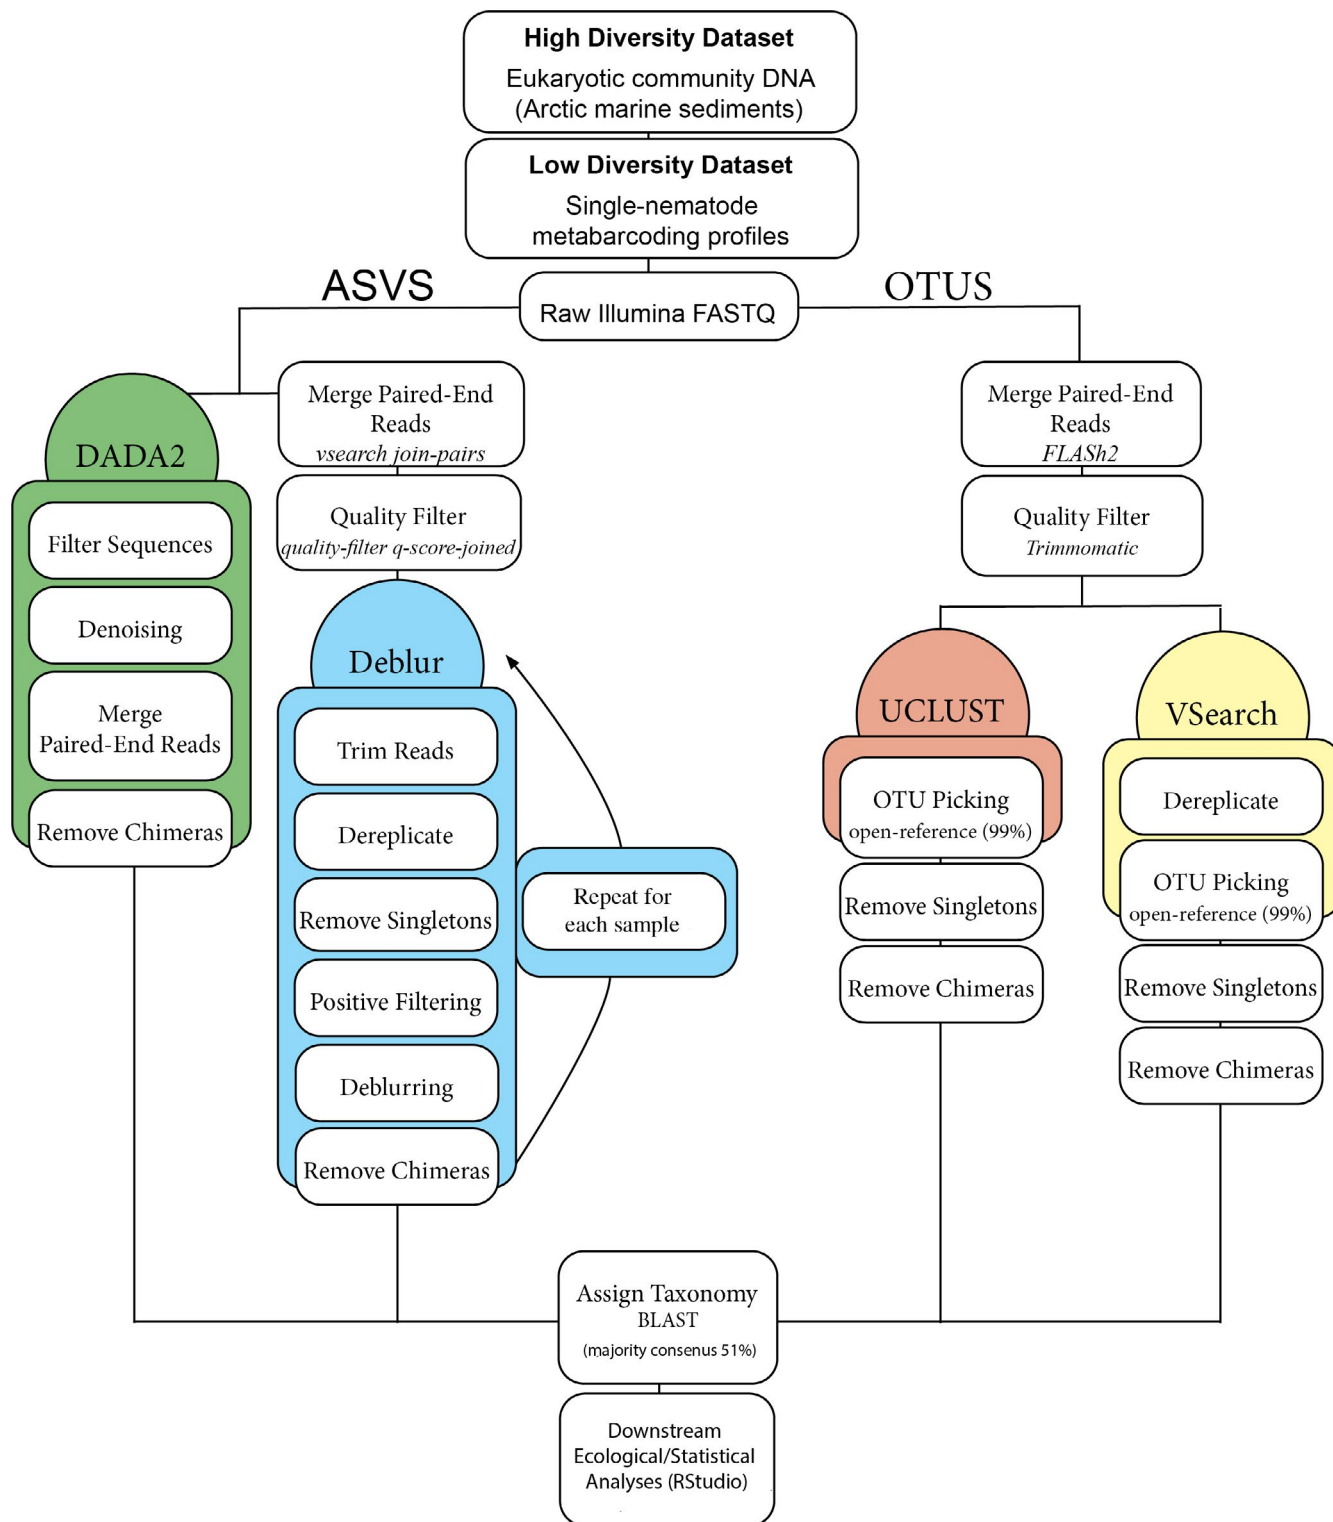 High Diversity Dataset
Eukaryotic community DNA
(Arctic marine sediments)
Low Diversity Dataset
Single-nematode
metabarcoding profiles
ASVS
OTUS
Raw Illumina FASTQ
DADA2
Filter Sequences
Denoising
Merge
Paired-End Reads
Remove Chimeras
Merge Paired-End
Reads
vsearch join-pairs
Quality Filter
quality-filter q-score-joined
Deblur
Trim Reads
Dereplicate
Remove Singletons
Positive Filtering
Deblurring
Remove Chimeras
Repeat for
each sample
Merge Paired-End
Reads
FLASh2
Quality Filter
Trimmomatic
UCLUST
OTU Picking
open-reference (99%)
Remove Singletons
Remove Chimeras
VSearch
Dereplicate
OTU Picking
open-reference (99%)
Remove Singletons
Remove Chimeras
Assign Taxonomy
BLAST
(majority consenus 51%)
Downstream
Ecological/Statistical
Analyses (RStudio)